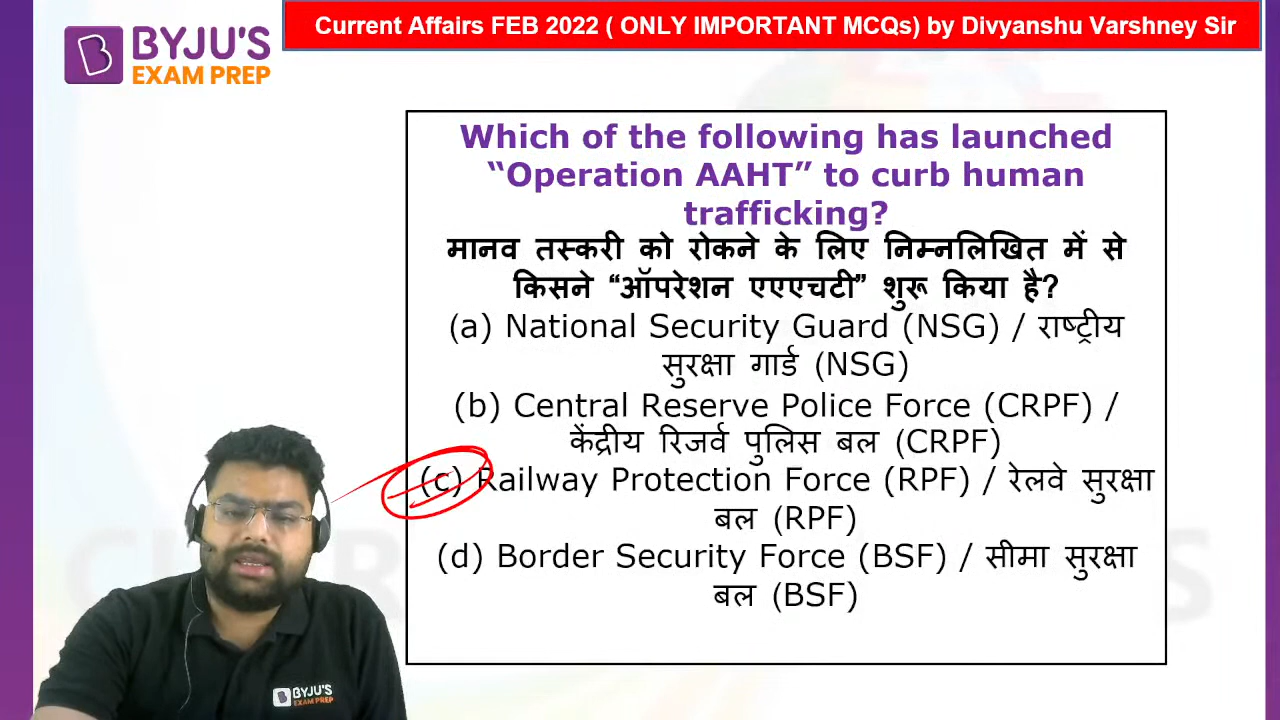 Current Affairs FEB 2022 ( ONLY IMPORTANT MCQs) by Divyanshu Varshney Sir
BYJU'S
EXAM PREP
Which of the following has launched
“Operation AAHT” to curb human
trafficking?
मानव तस्करी को रोकने के लिए निम्नलिखित में से
किसने “ऑपरेशन एएएचटी” शुरू किया है?
(a) National Security Guard (NSG) / राष्ट्रीय
सुरक्षा गार्ड (NSG)
(b) Central Reserve Police Force (CRPF) /
केंद्रीय रिजर्व पुलिस बल (CRPF)
(c) Railway Protection Force (RPF) / रेलवे सुरक्षा
बल (RPF)
(d) Border Security Force (BSF) / सीमा सुरक्षा
बल (BSF)
BYJU'S
EXAM PREP